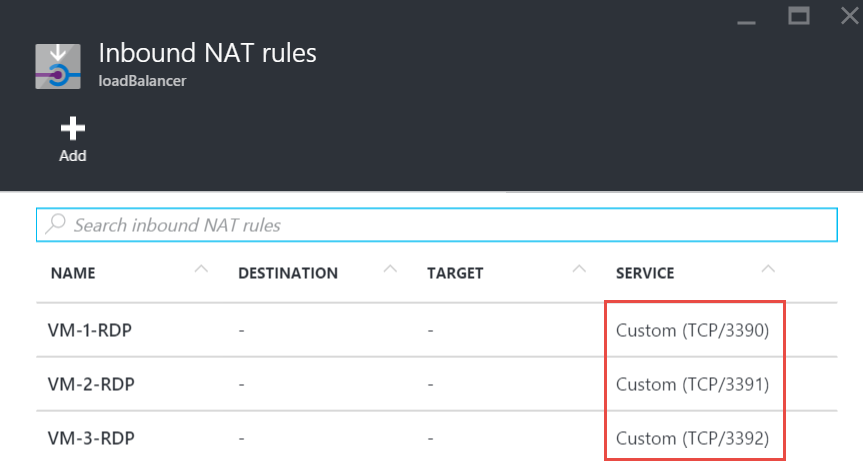 Inbound NAT rules
loadBalancer
Add
Search inbound NAT rules
NAME DESTINATION TARGET SERVICE
VM-1-RDP - - Custom (TCP/3390)
VM-2-RDP - - Custom (TCP/3391)
VM-3-RDP - - Custom (TCP/3392)